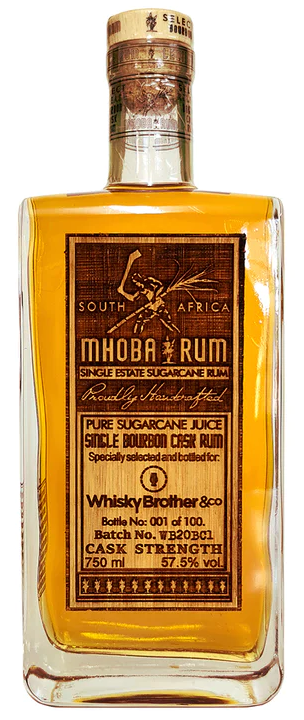 SELEC
SOUTH AFRICA
MHOBA RUM
SINGLE ESTATE SUGARCANE RUM
Proudly Handcrafted
PURE SUGARCANE JUICE
SINGLE BOURBON CASK RUM
Specially selected and bottled for:
WhiskyBrother&co
Bottle No: 001 of 100.
Batch No. WB20BC1
CASK STRENGTH
750 ml 57.5% vol.